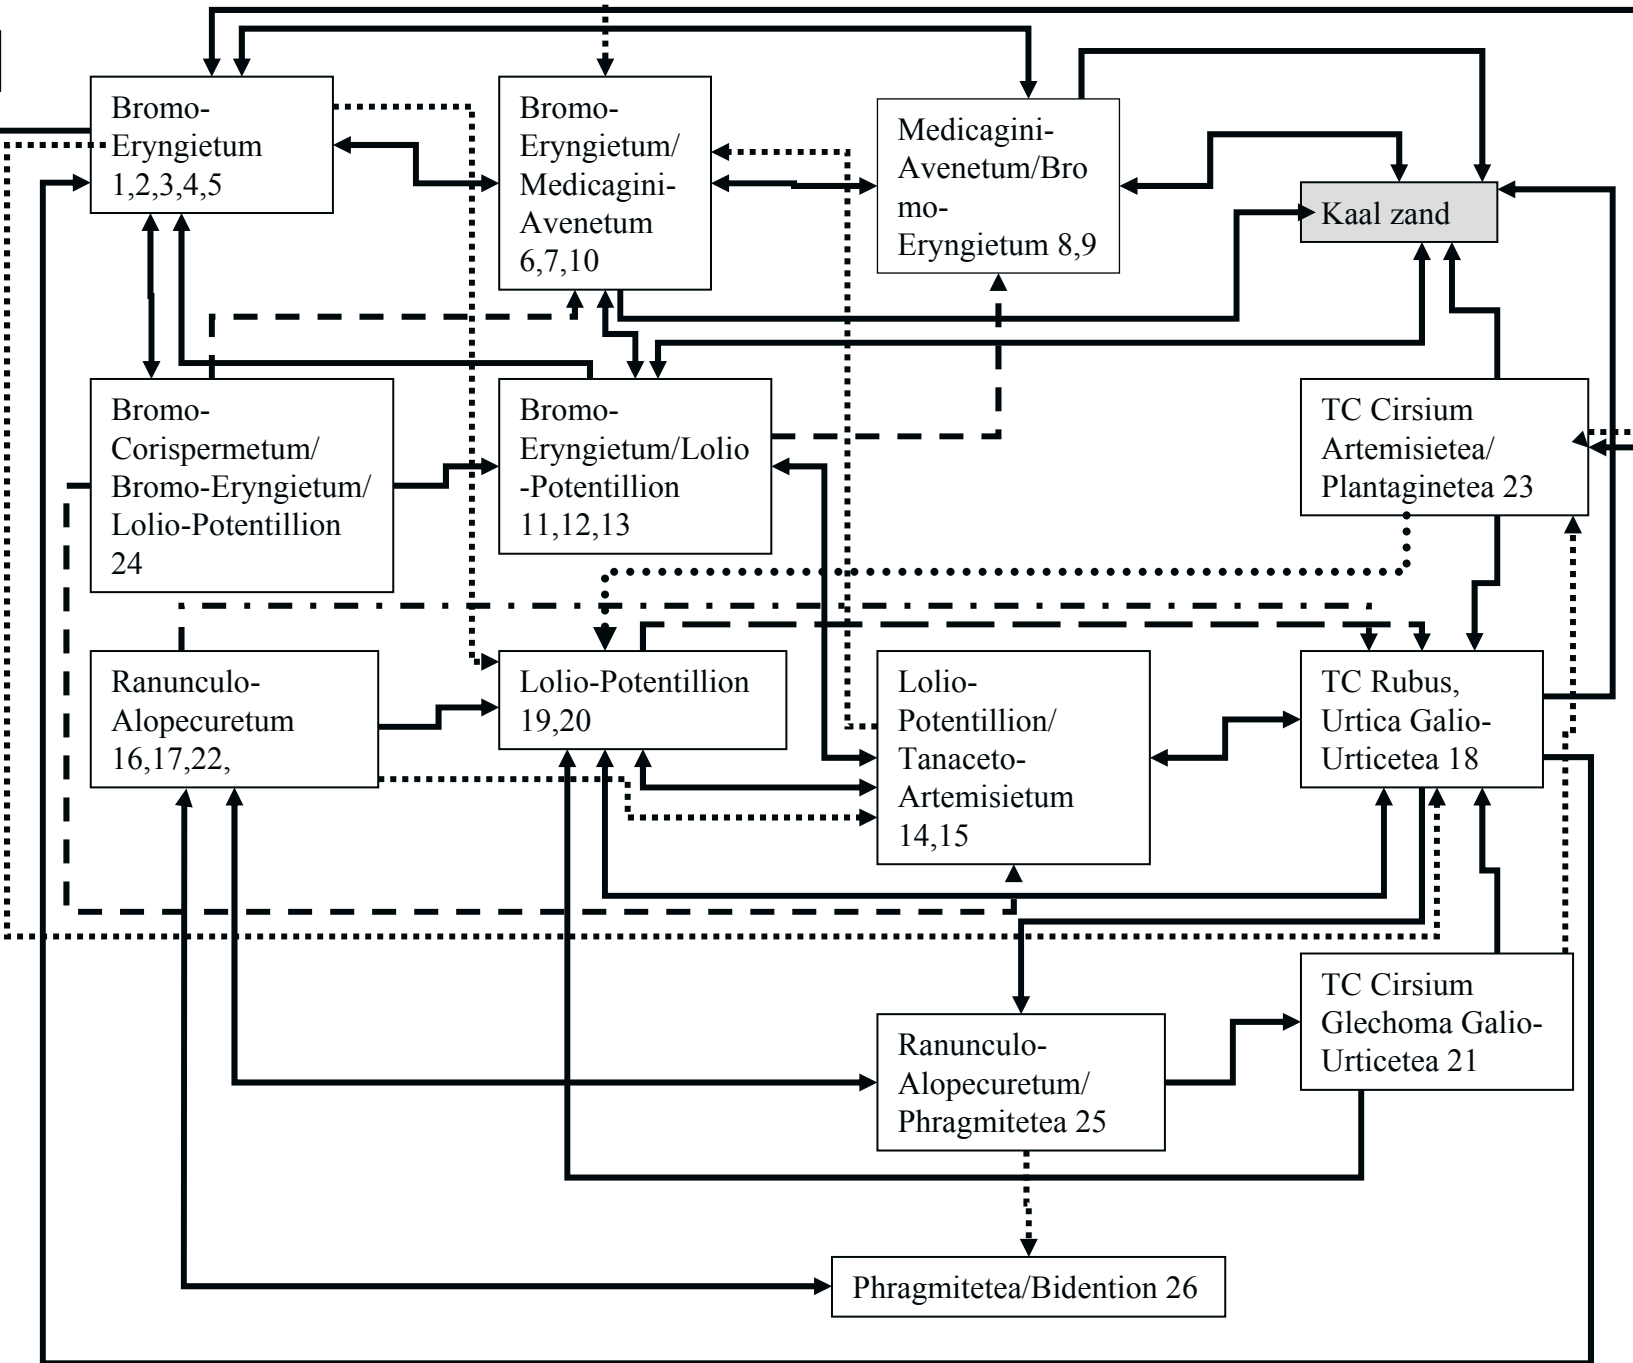 Bromo-
Eryngietum
1,2,3,4,5
Bromo-
Eryngietum/
Medicagini-
Avenetum
6,7,10
Medicagini-
Avenetum/Bro
mo-
Eryngietum 8,9
Kaal zand
Bromo-
Corispermetum/
Bromo-Eryngietum/
Lolio-Potentillion
24
Bromo-
Eryngietum/Lolio
-Potentillion
11,12,13
TC Cirsium
Artemisietea/
Plantaginetea 23
Ranunculo-
Alopecuretum
16,17,22,
Lolio-Potentillion
19,20
Lolio-
Potentillion/
Tanaceto-
Artemisietum
14,15
TC Rubus,
Urtica Galio-
Urticetea 18
Ranunculo-
Alopecuretum/
Phragmitetea 25
TC Cirsium
Glechoma Galio-
Urticetea 21
Phragmitetea/Bidention 26